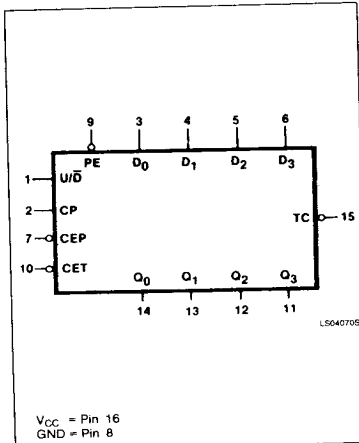 9 3 4 5 6
PE D0 D1 D2 D3
1 U/D̅
2 CP
TC 15
7 CEP
10 CET
Q0 Q1 Q2 Q3
14 13 12 11
LS04070S
VCC = Pin 16
GND = Pin 8